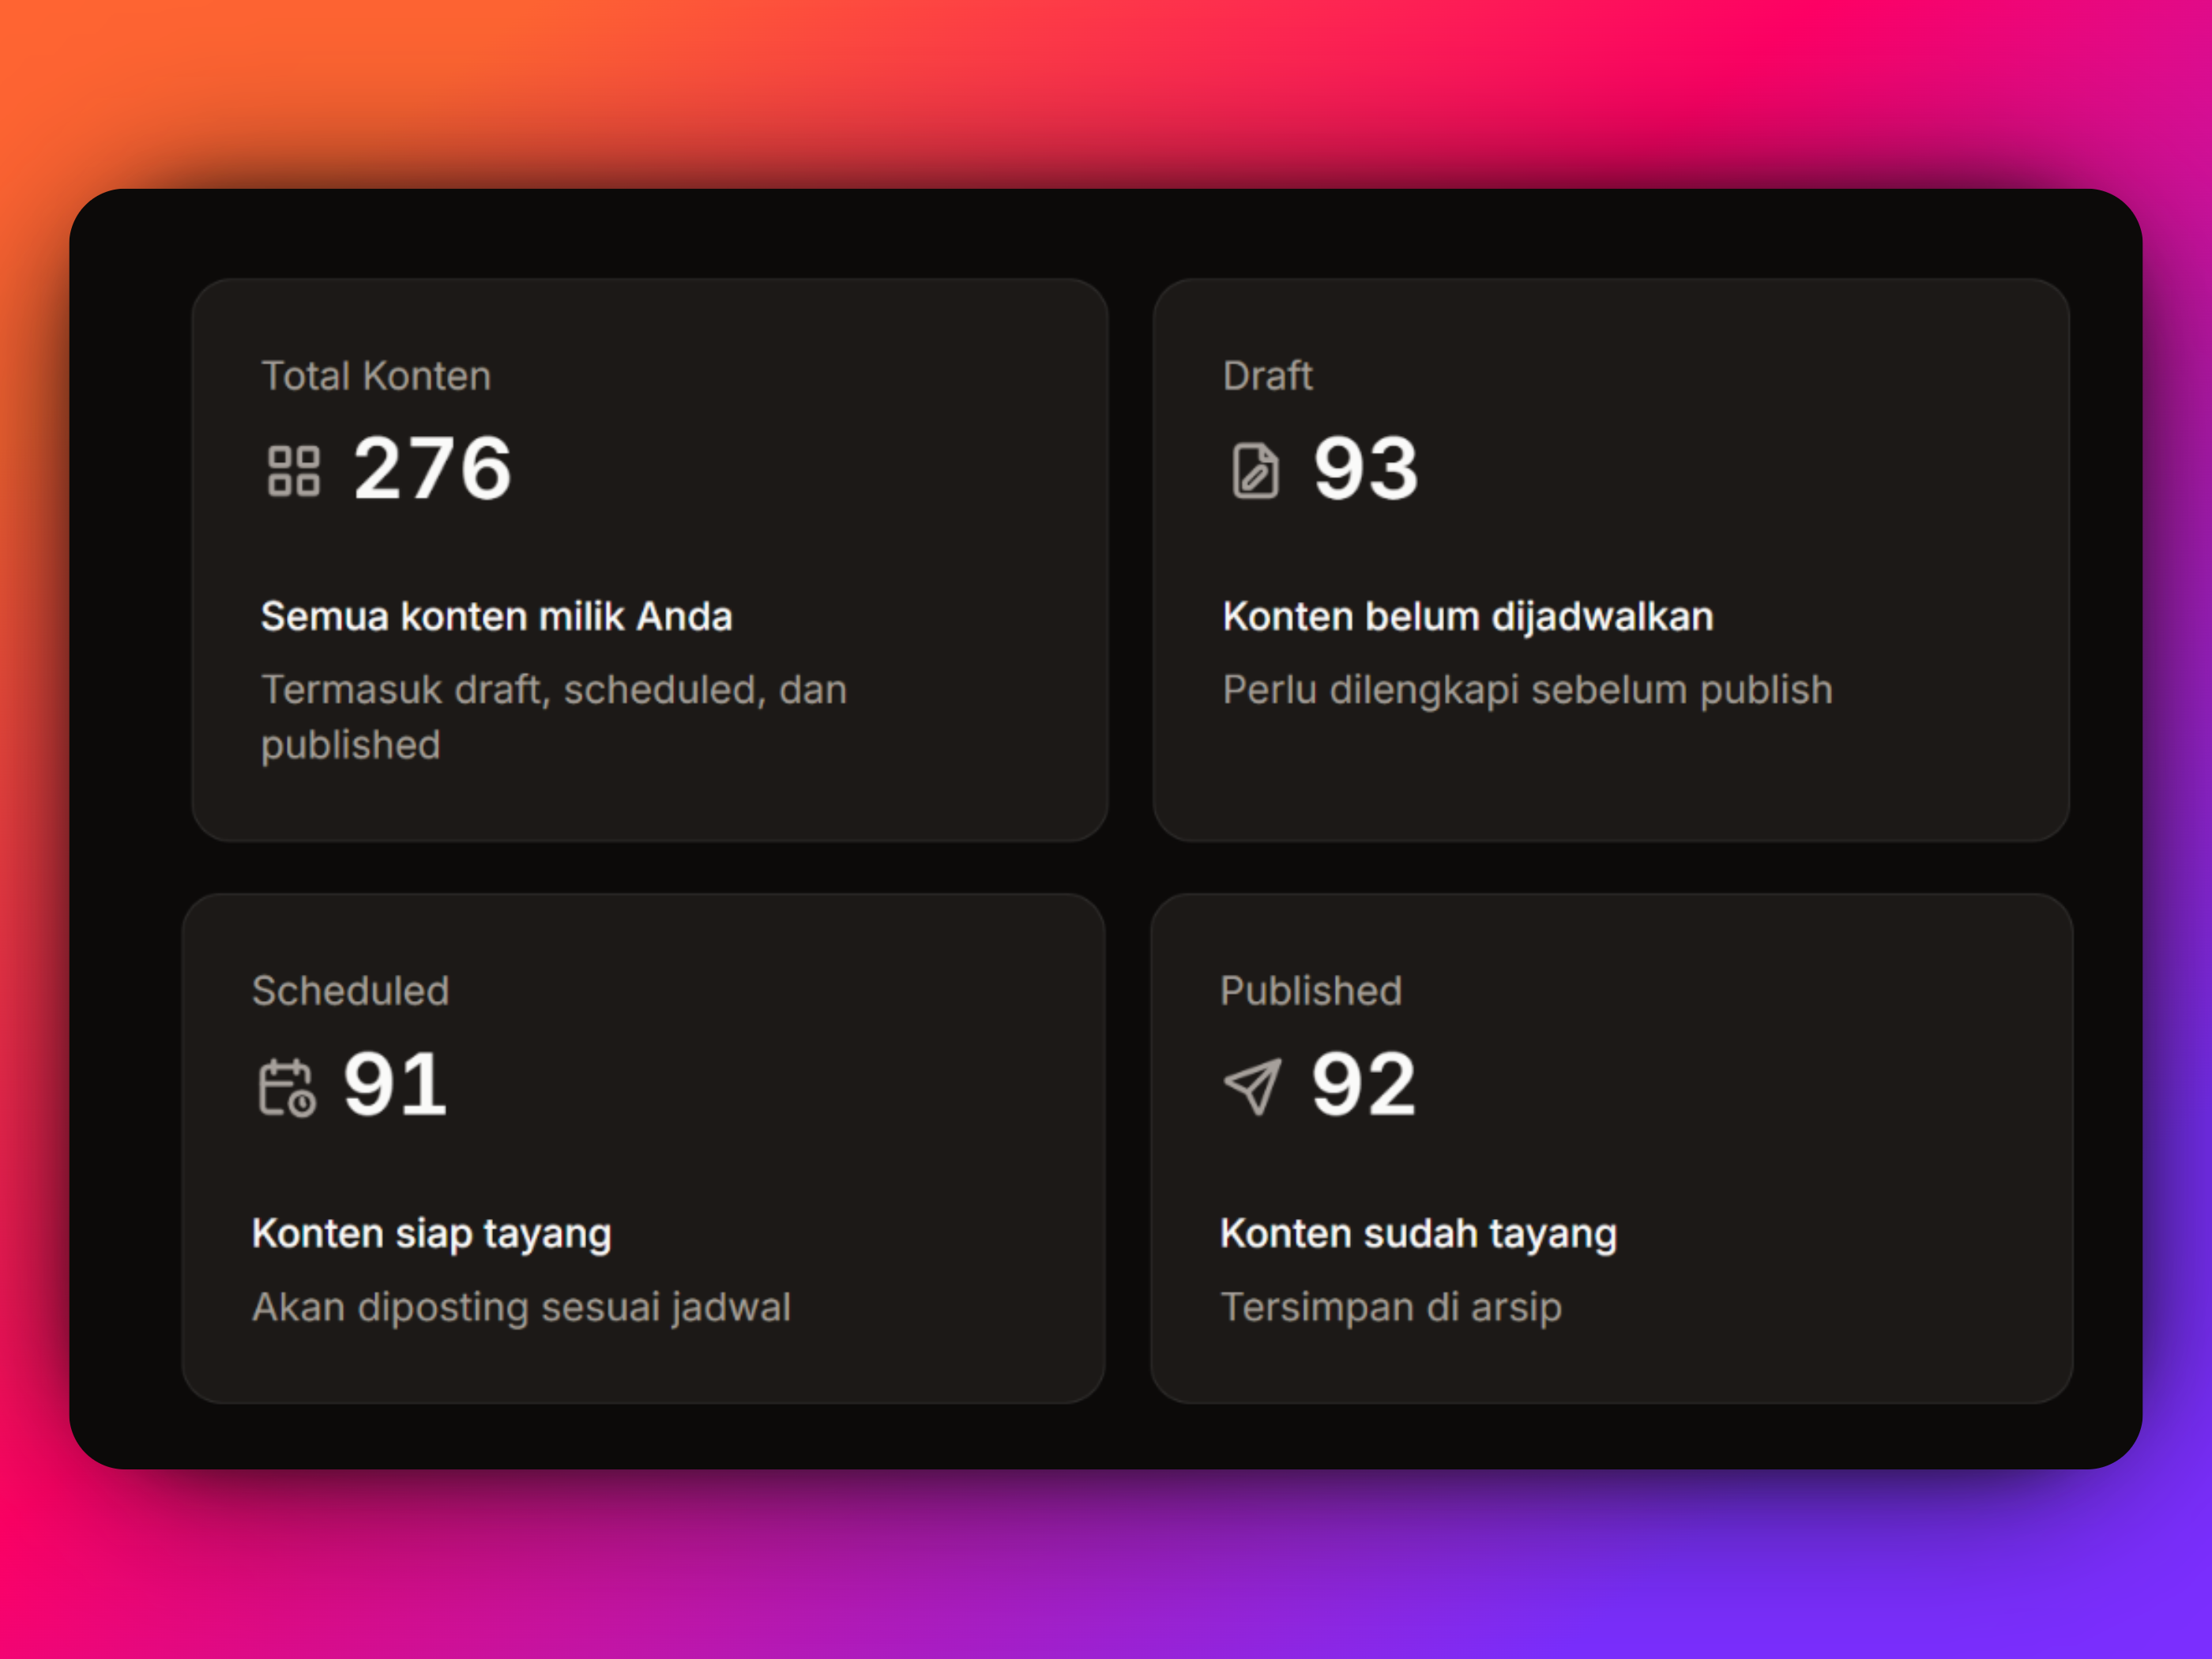 Total Konten
276
Semua konten milik Anda
Termasuk draft, scheduled, dan
published
Draft
93
Konten belum dijadwalkan
Perlu dilengkapi sebelum publish
Scheduled
91
Konten siap tayang
Akan diposting sesuai jadwal
Published
92
Konten sudah tayang
Tersimpan di arsip